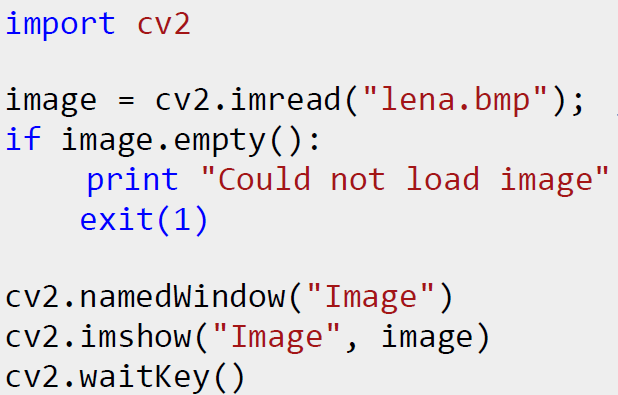 import cv2
image = cv2.imread("lena.bmp");
if image.empty():
print "Could not load image"
exit(1)
cv2.namedWindow("Image")
cv2.imshow("Image", image)
cv2.waitKey()